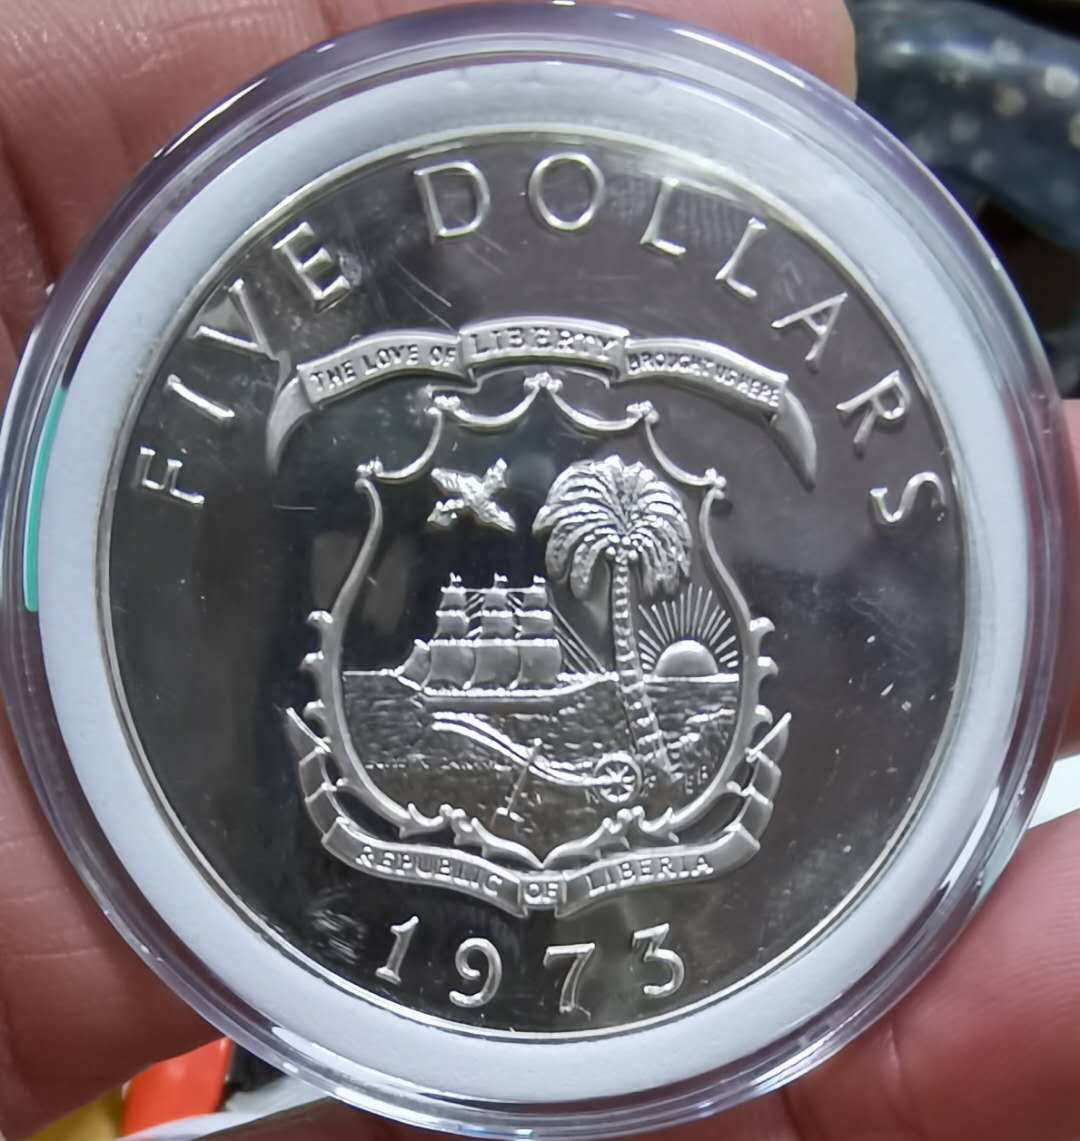 FIVE DOLLARS
THE LOVE OF LIBERTY BROUGHT US HERE
REPUBLIC OF LIBERIA
1973